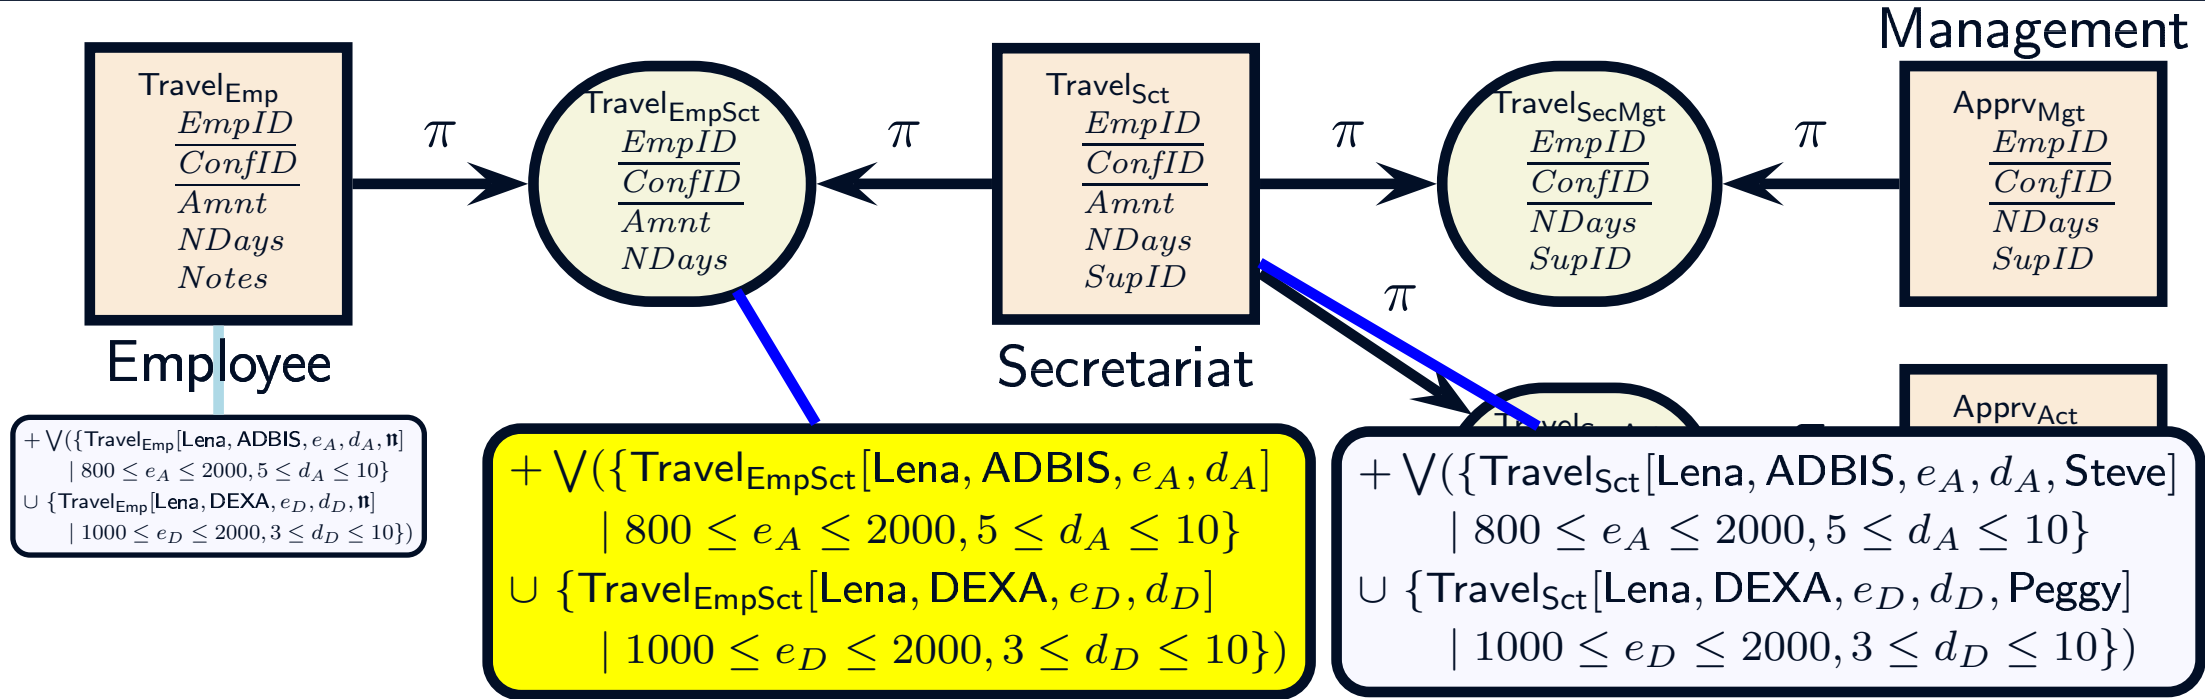 Management
Travel_Emp
EmpID
ConfID
Amnt
NDays
Notes
π
Travel_EmpSct
EmpID
ConfID
Amnt
NDays
π
Travel_Sct
EmpID
ConfID
Amnt
NDays
SupID
π
Travel_SecMgt
EmpID
ConfID
NDays
SupID
π
Apprv_Mgt
EmpID
ConfID
NDays
SupID
π
Employee
Secretariat
Apprv_Act
+ ⋁({Travel_Emp[Lena, ADBIS, e_A, d_A, 𝔫]
| 800 ≤ e_A ≤ 2000, 5 ≤ d_A ≤ 10}
∪ {Travel_Emp[Lena, DEXA, e_D, d_D, 𝔫]
| 1000 ≤ e_D ≤ 2000, 3 ≤ d_D ≤ 10})
+ ⋁({Travel_EmpSct[Lena, ADBIS, e_A, d_A]
| 800 ≤ e_A ≤ 2000, 5 ≤ d_A ≤ 10}
∪ {Travel_EmpSct[Lena, DEXA, e_D, d_D]
| 1000 ≤ e_D ≤ 2000, 3 ≤ d_D ≤ 10})
+ ⋁({Travel_Sct[Lena, ADBIS, e_A, d_A, Steve]
| 800 ≤ e_A ≤ 2000, 5 ≤ d_A ≤ 10}
∪ {Travel_Sct[Lena, DEXA, e_D, d_D, Peggy]
| 1000 ≤ e_D ≤ 2000, 3 ≤ d_D ≤ 10})